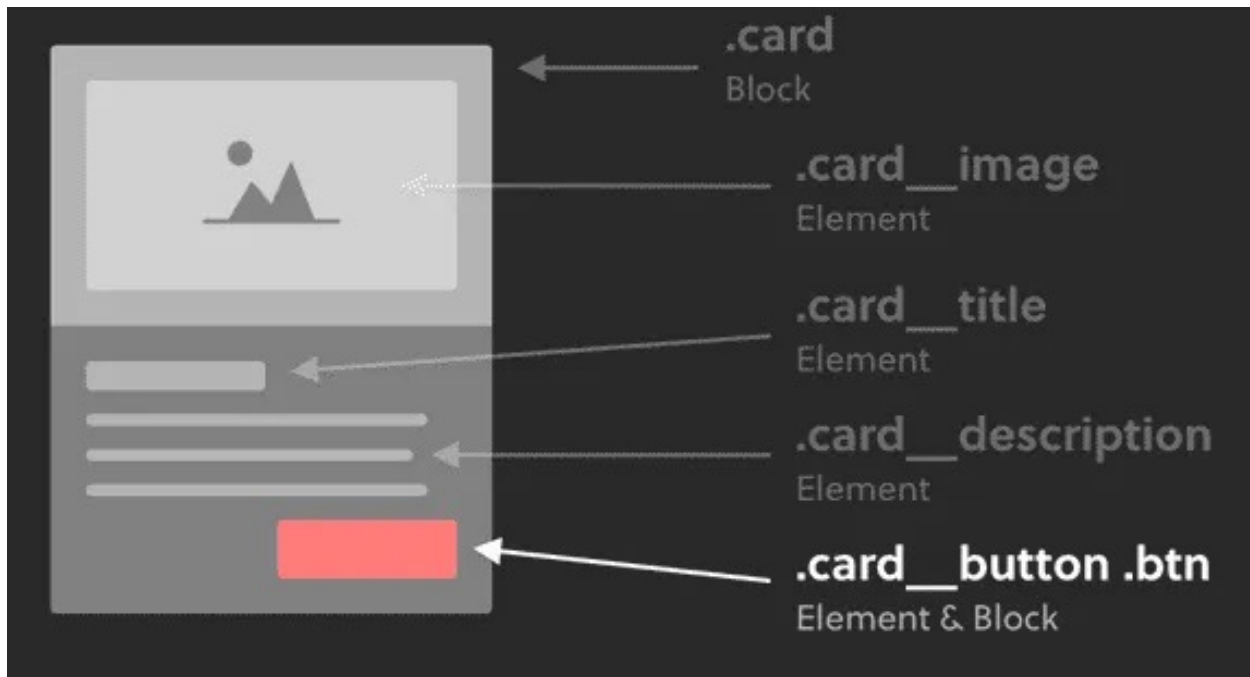 .card
Block
.card__image
Element
.card__title
Element
.card__description
Element
.card__button .btn
Element & Block